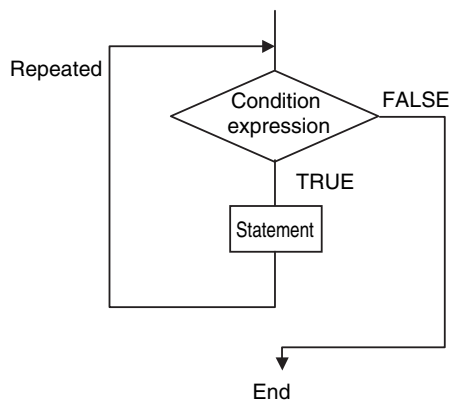 Repeated
Condition
expression
FALSE
TRUE
Statement
End